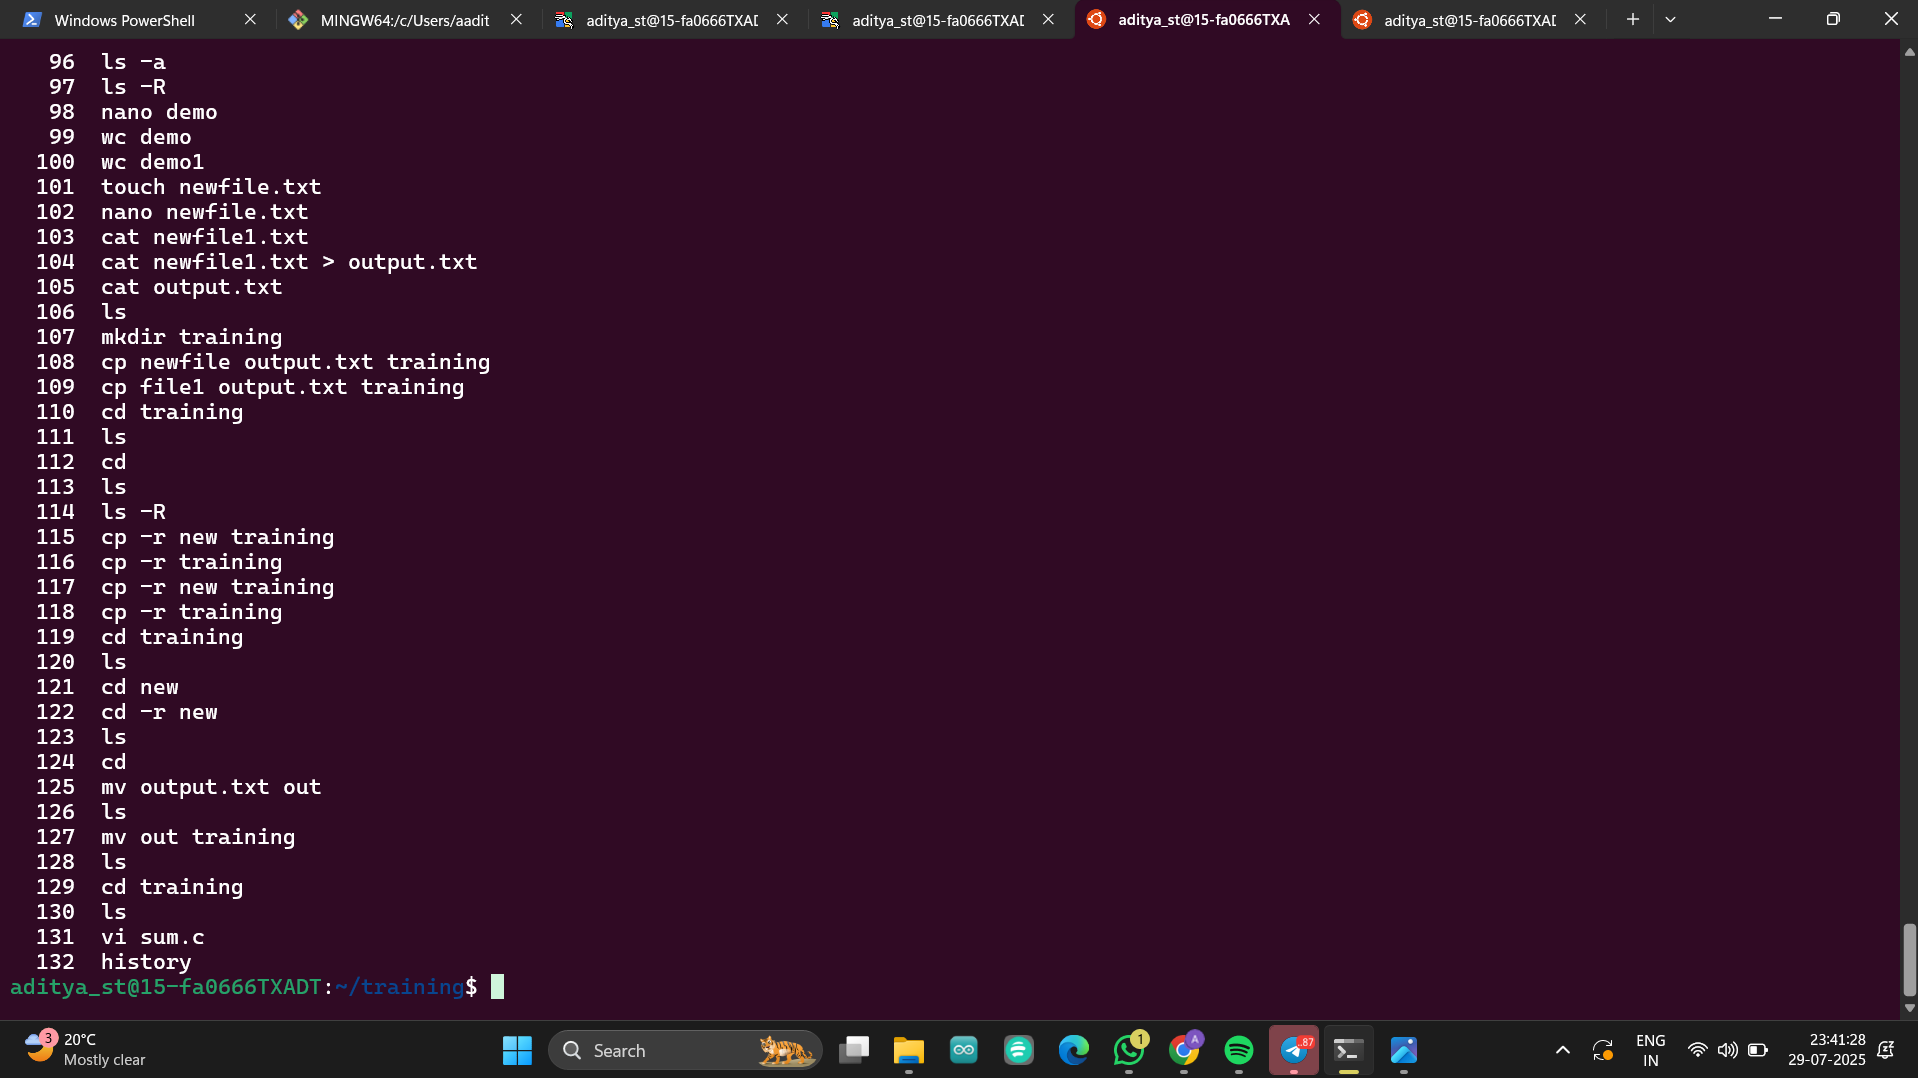 Windows PowerShell
MINGW64:/c/Users/aadit
aditya_st@15-fa0666TXAD
aditya_st@15-fa0666TXAD
aditya_st@15-fa0666TXA
aditya_st@15-fa0666TXAD
96 ls -a
97 ls -R
98 nano demo
99 wc demo
100 wc demo1
101 touch newfile.txt
102 nano newfile.txt
103 cat newfile1.txt
104 cat newfile1.txt > output.txt
105 cat output.txt
106 ls
107 mkdir training
108 cp newfile output.txt training
109 cp file1 output.txt training
110 cd training
111 ls
112 cd
113 ls
114 ls -R
115 cp -r new training
116 cp -r training
117 cp -r new training
118 cp -r training
119 cd training
120 ls
121 cd new
122 cd -r new
123 ls
124 cd
125 mv output.txt out
126 ls
127 mv out training
128 ls
129 cd training
130 ls
131 vi sum.c
132 history
aditya_st@15-fa0666TXADT:~/training$
3
20°C
Mostly clear
Search
1
A
.87
ENG
IN
23:41:28
29-07-2025